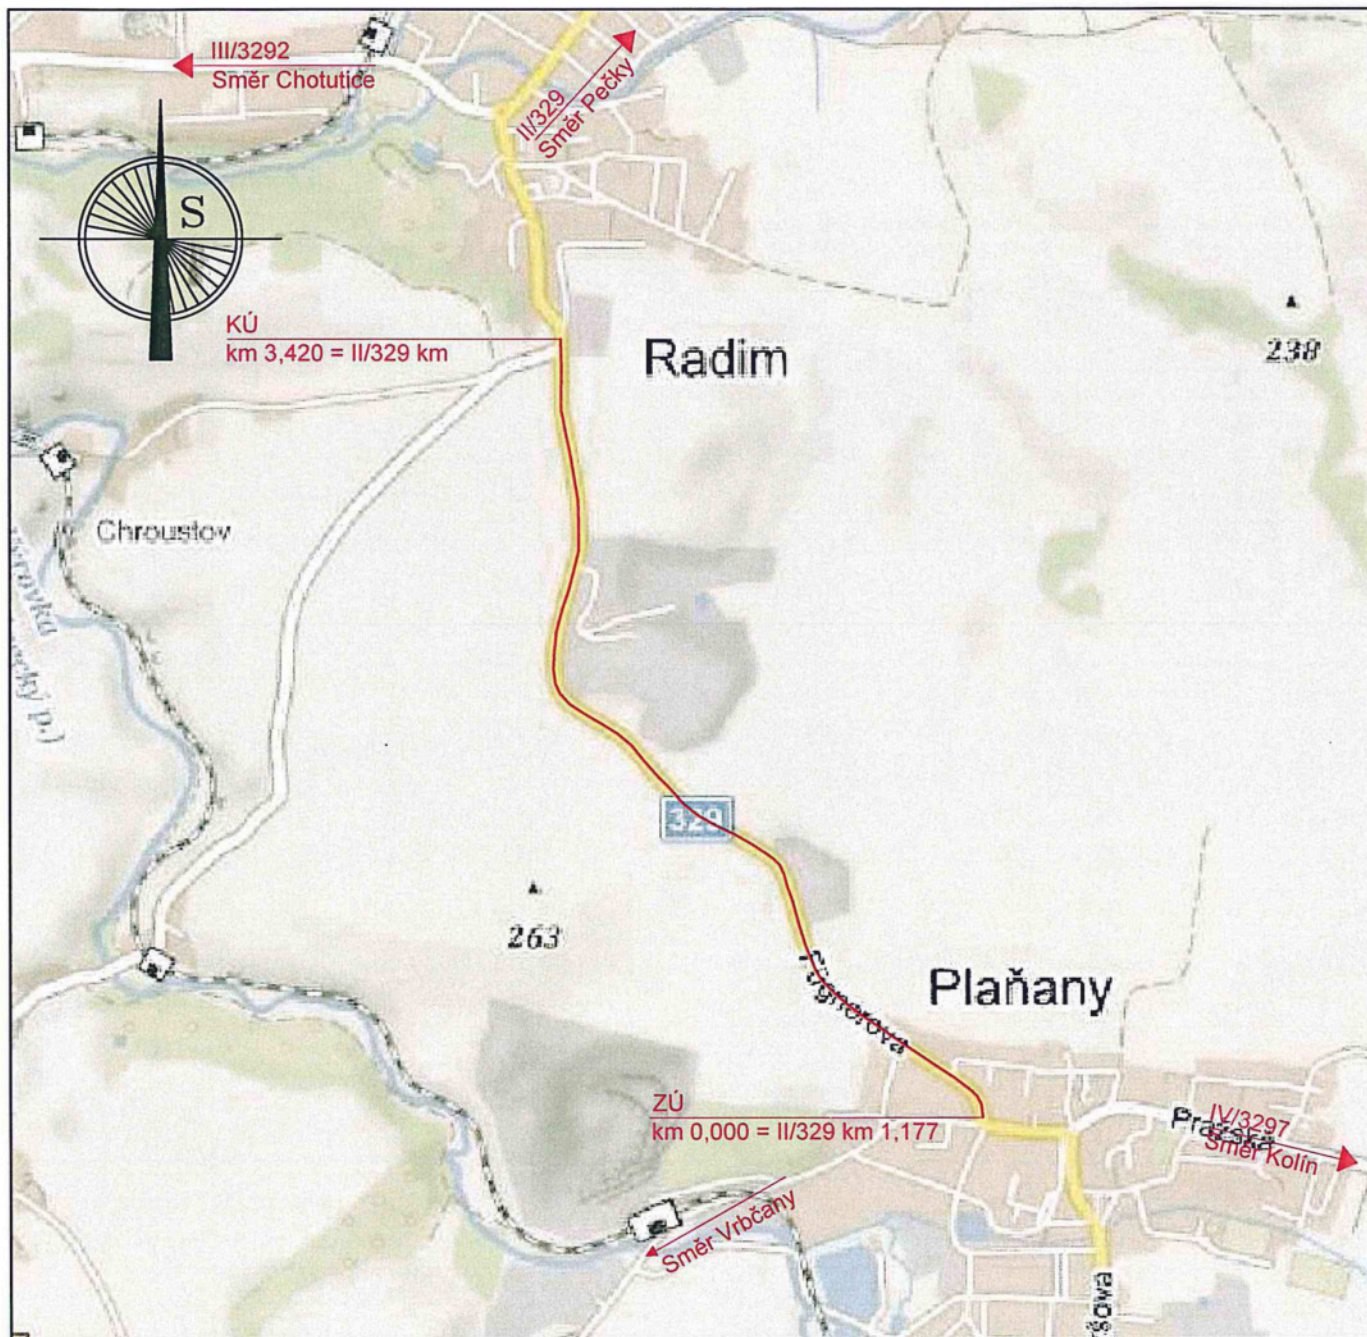 III/3292
Směr Chotutice
II/329
Směr Pečky
S
KÚ
km 3,420 = II/329 km
Radim
238
Chroustov
329
263
Plaňany
ZÚ
km 0,000 = II/329 km 1,177
IV/3297
Pražská
Směr Kolín
Směr Vrbčany